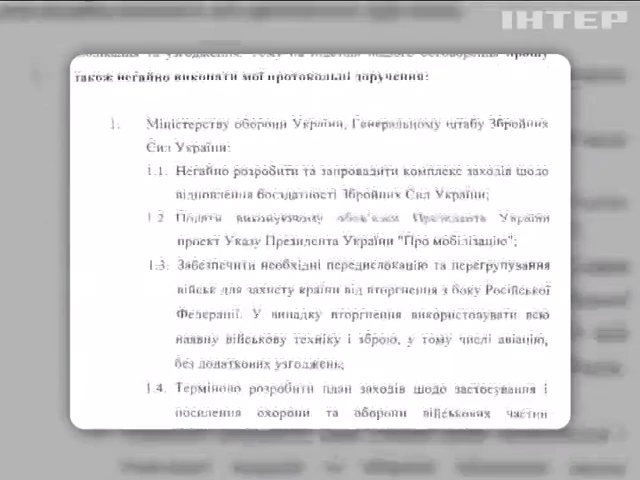 ІНТЕР
також негайно виконати мої протокольні доручення:
1. Міністерству оборони України, Генеральному штабу Збройних
Сил України:
1.1. Негайно розробити та запровадити комплекс заходів щодо
відновлення боєздатності Збройних Сил України;
1.2 Подати виконуючому обов'язки Президента України
проект Указу Президента України "Про мобілізацію";
1.3. Забезпечити необхідні передислокацію та перегрупування
військ для захисту країни від вторгнення з боку Російської
Федерації. У випадку вторгнення використовувати всю
наявну військову техніку і зброю, у тому числі авіацію,
без додаткових узгоджень;
1.4. Терміново розробити план заходів щодо застосування і
посилення охорони та оборони військових частин